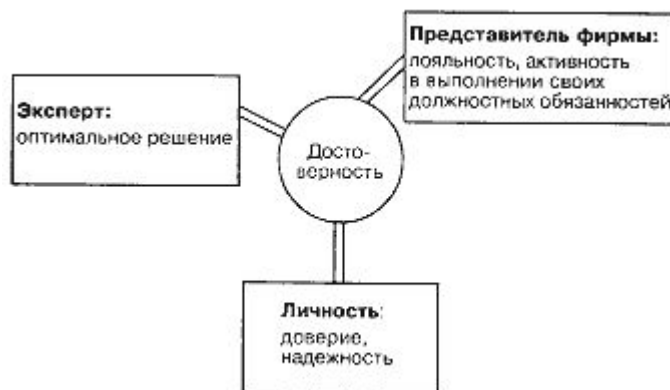 Представитель фирмы:
лояльность, активность
в выполнении своих
должностных обязанностей
Эксперт:
оптимальное решение
Досто-
верность
Личность:
доверие,
надежность